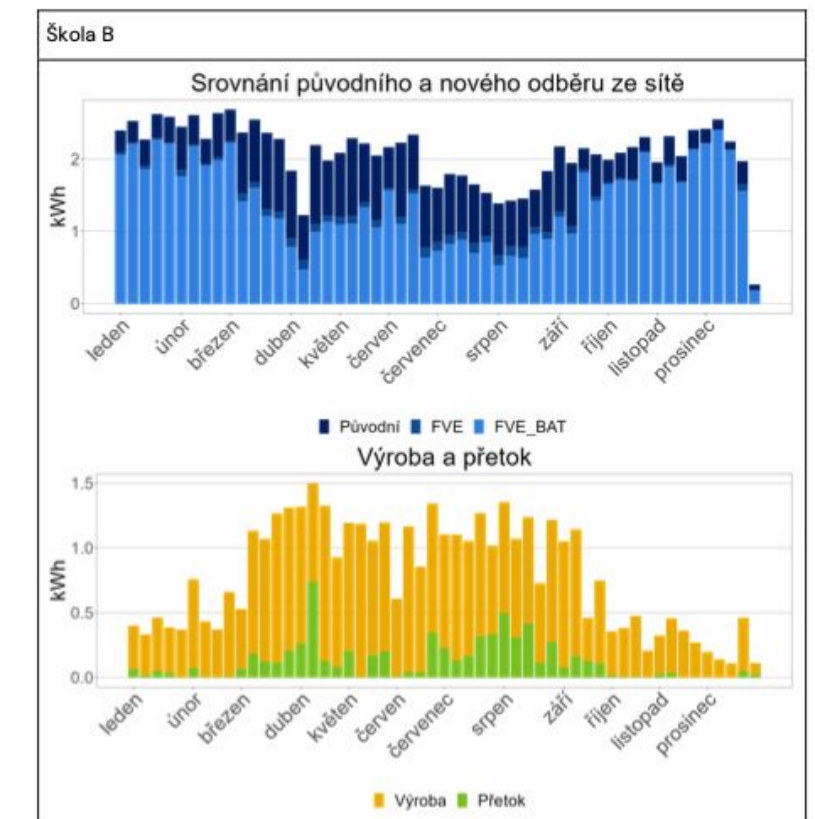 Škola B
Srovnání původního a nového odběru ze sítě
kWh
2
1
0
leden
únor
březen
duben
květen
červen
červenec
srpen
září
říjen
listopad
prosinec
Původní FVE FVE_BAT
Výroba a přetok
kWh
1.5
1.0
0.5
0.0
leden
únor
březen
duben
květen
červen
červenec
srpen
září
říjen
listopad
prosinec
Výroba Přetok